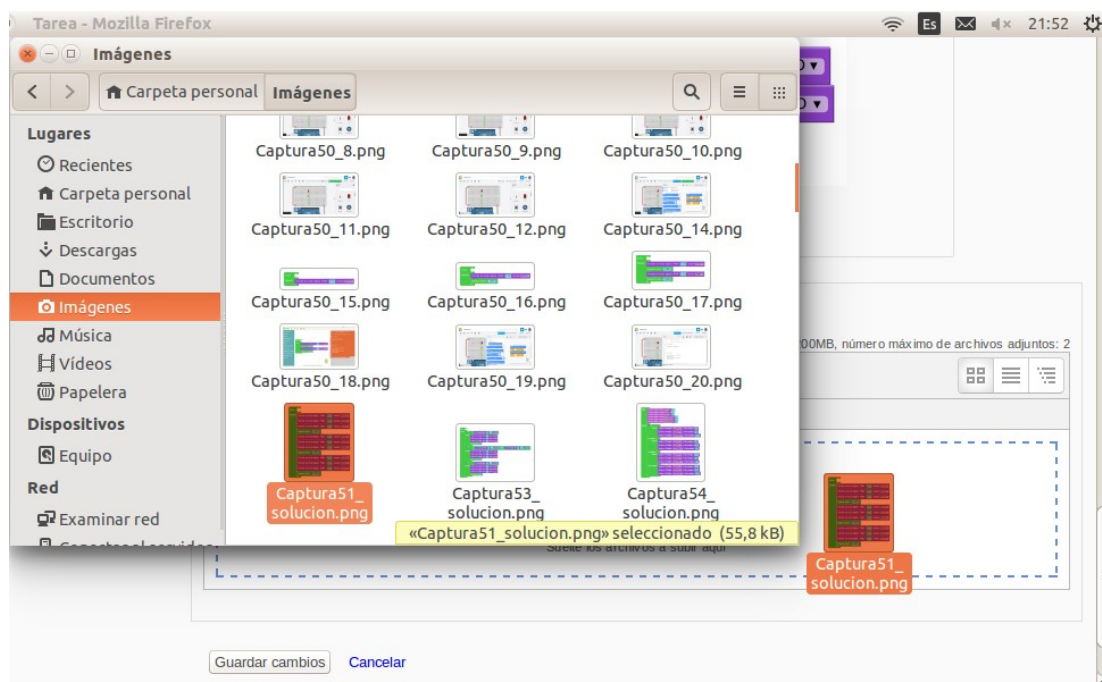 Tarea - Mozilla Firefox
Es
21:52
Imágenes
Carpeta personal
Imágenes
Lugares
Recientes
Carpeta personal
Escritorio
Descargas
Documentos
Imágenes
Música
Vídeos
Papelera
Dispositivos
Equipo
Red
Examinar red
Captura50_8.png
Captura50_9.png
Captura50_10.png
Captura50_11.png
Captura50_12.png
Captura50_14.png
Captura50_15.png
Captura50_16.png
Captura50_17.png
Captura50_18.png
Captura50_19.png
Captura50_20.png
Captura51_
solucion.png
Captura53_
solucion.png
Captura54_
solucion.png
«Captura51_solucion.png» seleccionado (55,8 kB)
00MB, número máximo de archivos adjuntos: 2
Suelte los archivos a subir aquí
Captura51_
solucion.png
Guardar cambios
Cancelar